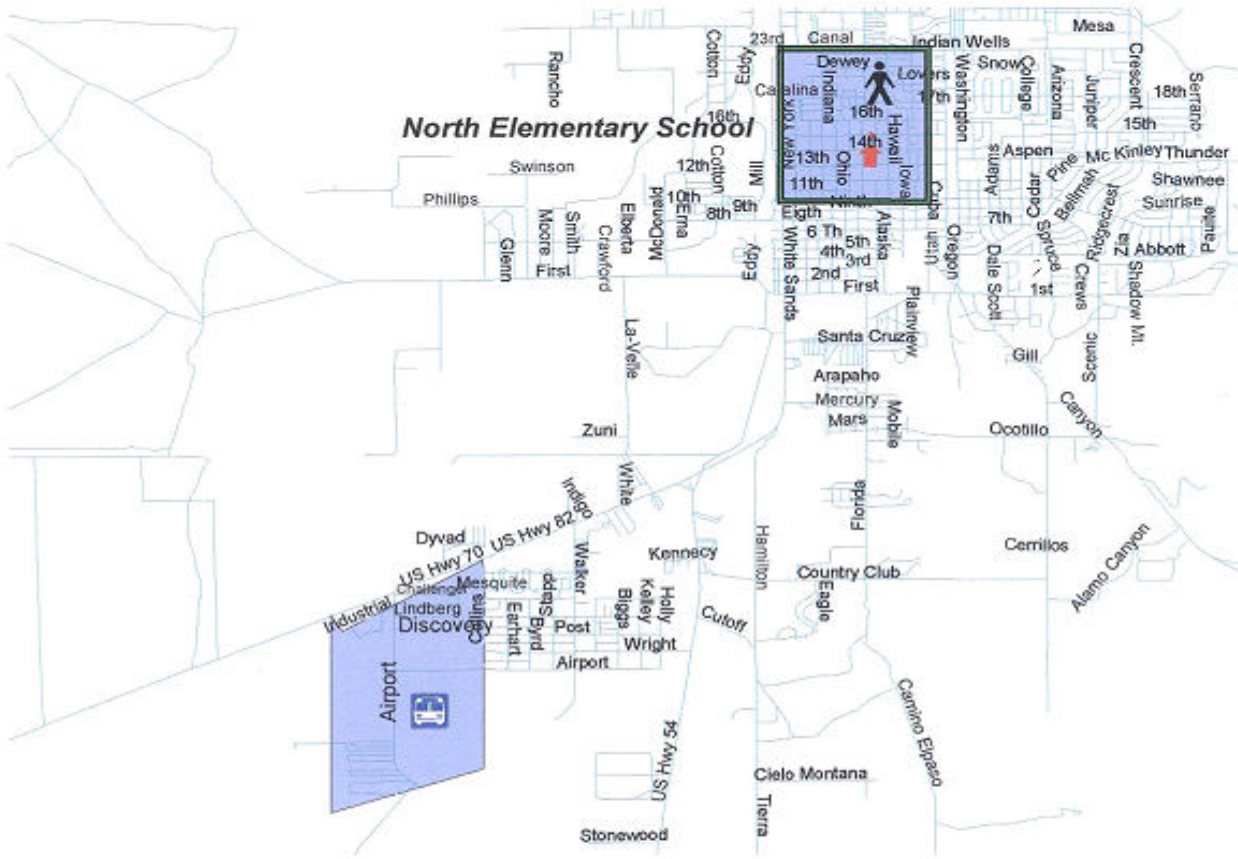 Mesa
23rd
Canal
Indian Wells
Cotton
Eddy
Rancho
Dewey
Snow
Lovers
Washington
College
Arizona
Crescent
Juniper
Serrano
Catalina
Indiana
17th
18th
16th
16th
15th
North Elementary School
New York
Hawaii
14th
13th
Ohio
Iowa
11th
Ninth
Swinson
12th
Cotton
Mill
Adams
Aspen
Pine
Mc Kinley
Thunder
Phillips
10th
8th
9th
Cuba
Cedar
Bellmah
Ridgecrest
Shawnee
Sunrise
Glenn
Moore
Smith
Crawford
Elberta
MacDonald
Erna
Eigth
6 Th
5th
4th
3rd
2nd
First
Alaska
Utah
Oregon
7th
Spruce
Zia
Abbott
First
Eddy
White Sands
Dale Scott
1st
Crews
Shadow Mt.
Plainview
La-Velle
Santa Cruz
Gill
Scenic
Arapaho
Mercury
Mars
Mobile
Canyon
Zuni
Ocotillo
White
Indigo
Florida
Dyvad
US Hwy 70
US Hwy 82
Hamilton
Kennecy
Cerrillos
Alamo Canyon
Country Club
Challenger
Mesquite
Walker
Stapp
Industrial
Lindberg
Discovery
Earhart
Byrd
Post
Biggs
Kelley
Holly
Cutoff
Eagle
Wright
Airport
Airport
US Hwy 54
Camino Elpaso
Cielo Montana
Tierra
Stonewood